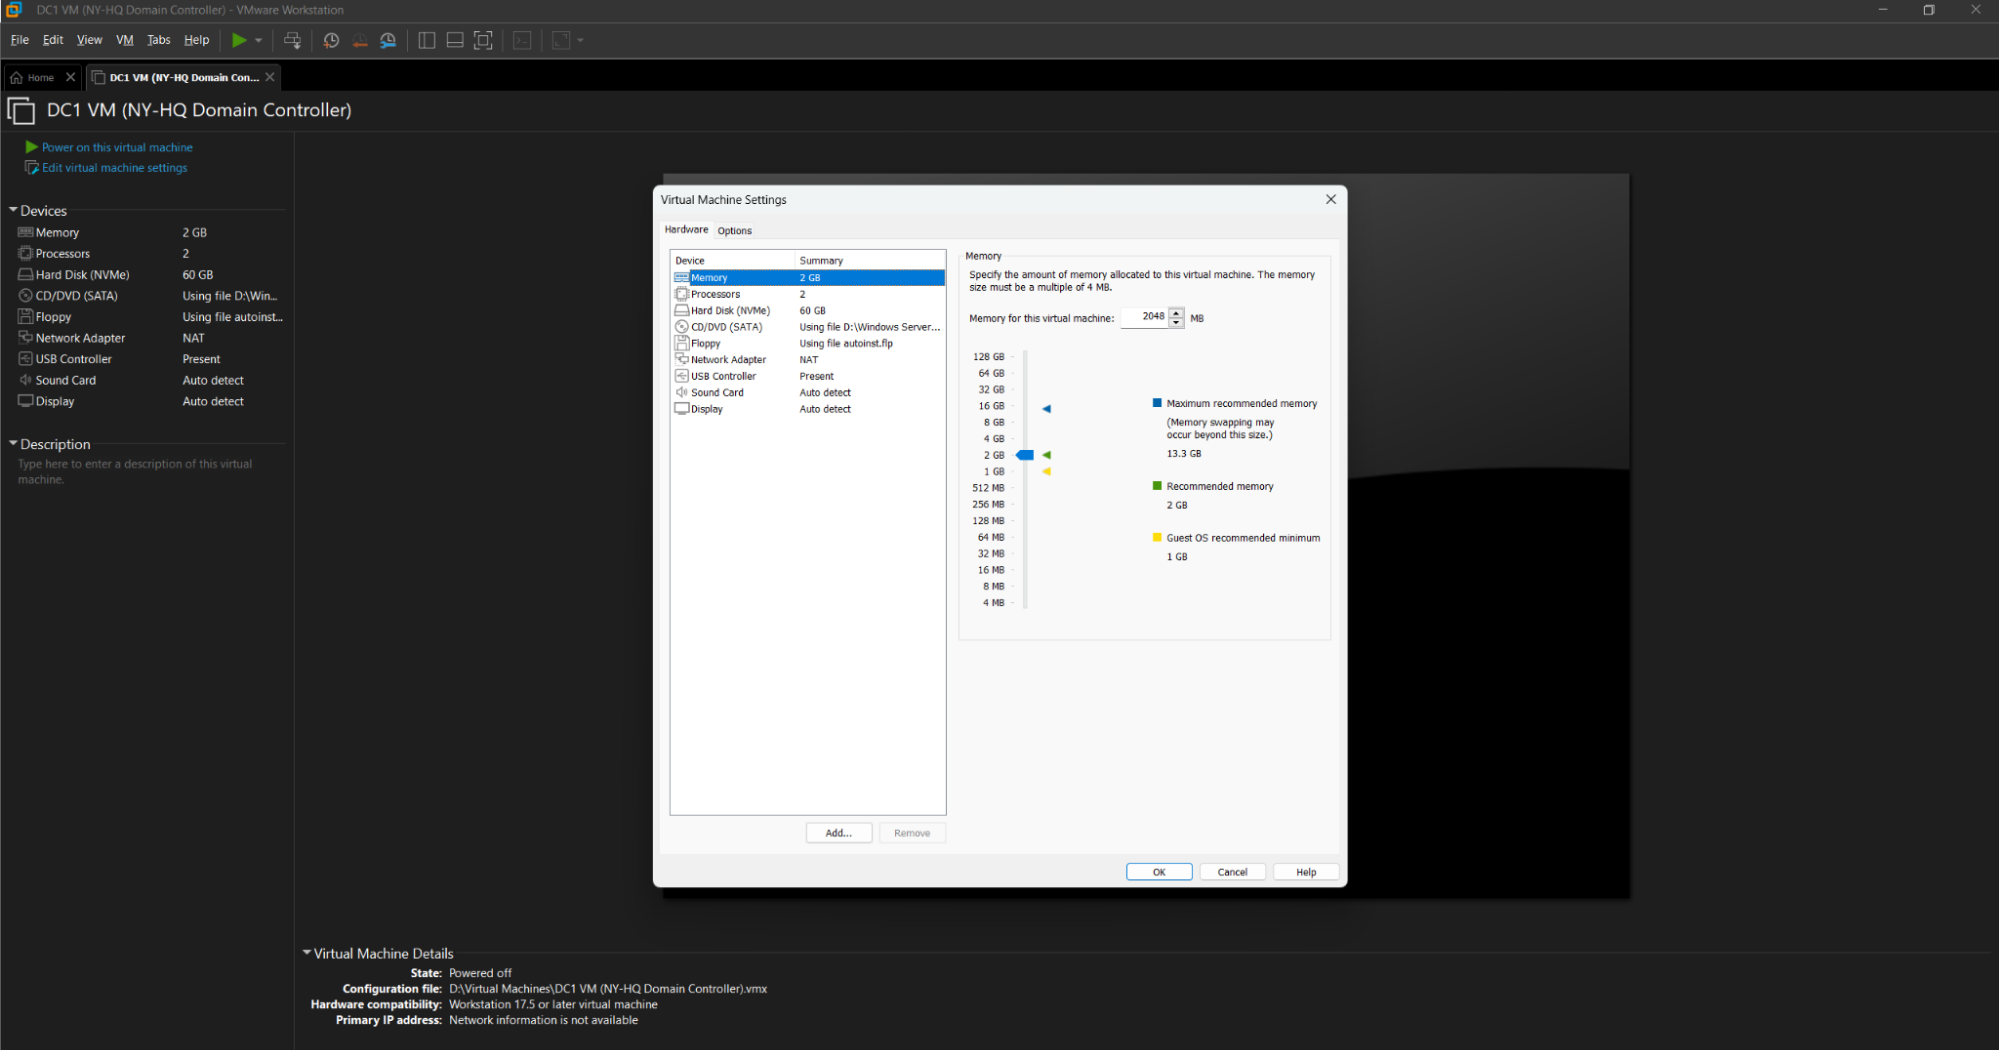 DC1 VM (NY-HQ Domain Controller) - VMware Workstation
File Edit View VM Tabs Help
Home
DC1 VM (NY-HQ Domain Con...
DC1 VM (NY-HQ Domain Controller)
Power on this virtual machine
Edit virtual machine settings
Devices
Memory 2 GB
Processors 2
Hard Disk (NVMe) 60 GB
CD/DVD (SATA) Using file D:\Win...
Floppy Using file autoinst...
Network Adapter NAT
USB Controller Present
Sound Card Auto detect
Display Auto detect
Description
Type here to enter a description of this virtual
machine.
Virtual Machine Settings
Hardware Options
Device Summary
Memory 2 GB
Processors 2
Hard Disk (NVMe) 60 GB
CD/DVD (SATA) Using file D:\Windows Server...
Floppy Using file autoinst.flp
Network Adapter NAT
USB Controller Present
Sound Card Auto detect
Display Auto detect
Add... Remove
Memory
Specify the amount of memory allocated to this virtual machine. The memory
size must be a multiple of 4 MB.
Memory for this virtual machine: 2048 MB
128 GB
64 GB
32 GB
16 GB
8 GB
4 GB
2 GB
1 GB
512 MB
256 MB
128 MB
64 MB
32 MB
16 MB
8 MB
4 MB
Maximum recommended memory
(Memory swapping may
occur beyond this size.)
13.3 GB
Recommended memory
2 GB
Guest OS recommended minimum
1 GB
OK Cancel Help
Virtual Machine Details
State: Powered off
Configuration file: D:\Virtual Machines\DC1 VM (NY-HQ Domain Controller).vmx
Hardware compatibility: Workstation 17.5 or later virtual machine
Primary IP address: Network information is not available